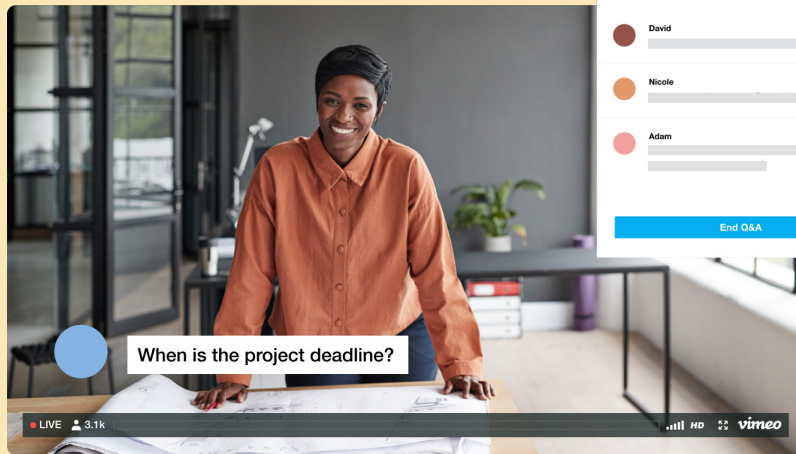 David
Nicole
Adam
End Q&A
When is the project deadline?
LIVE 3.1k
HD vimeo